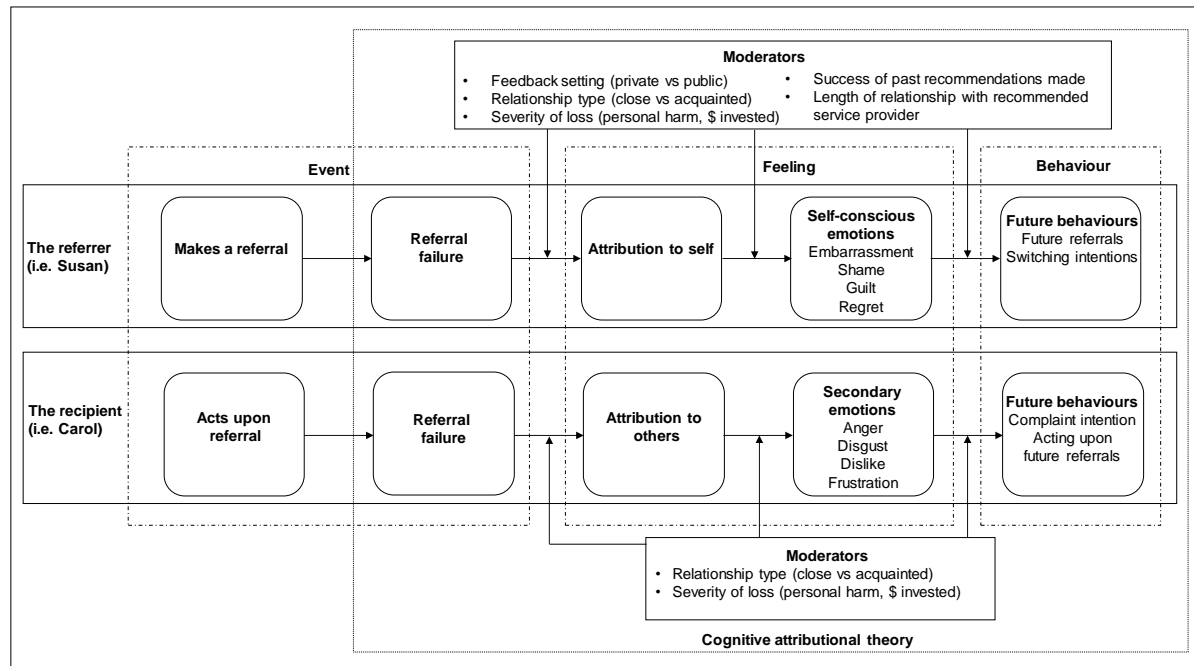 Moderators
• Feedback setting (private vs public)
• Relationship type (close vs acquainted)
• Severity of loss (personal harm, $ invested)
• Success of past recommendations made
• Length of relationship with recommended
service provider
Event
Feeling
Behaviour
The referrer
(i.e. Susan)
Makes a referral
Referral
failure
Attribution to self
Self-conscious
emotions
Embarrassment
Shame
Guilt
Regret
Future behaviours
Future referrals
Switching intentions
The recipient
(i.e. Carol)
Acts upon
referral
Referral
failure
Attribution to
others
Secondary
emotions
Anger
Disgust
Dislike
Frustration
Future behaviours
Complaint intention
Acting upon
future referrals
Moderators
• Relationship type (close vs acquainted)
• Severity of loss (personal harm, $ invested)
Cognitive attributional theory